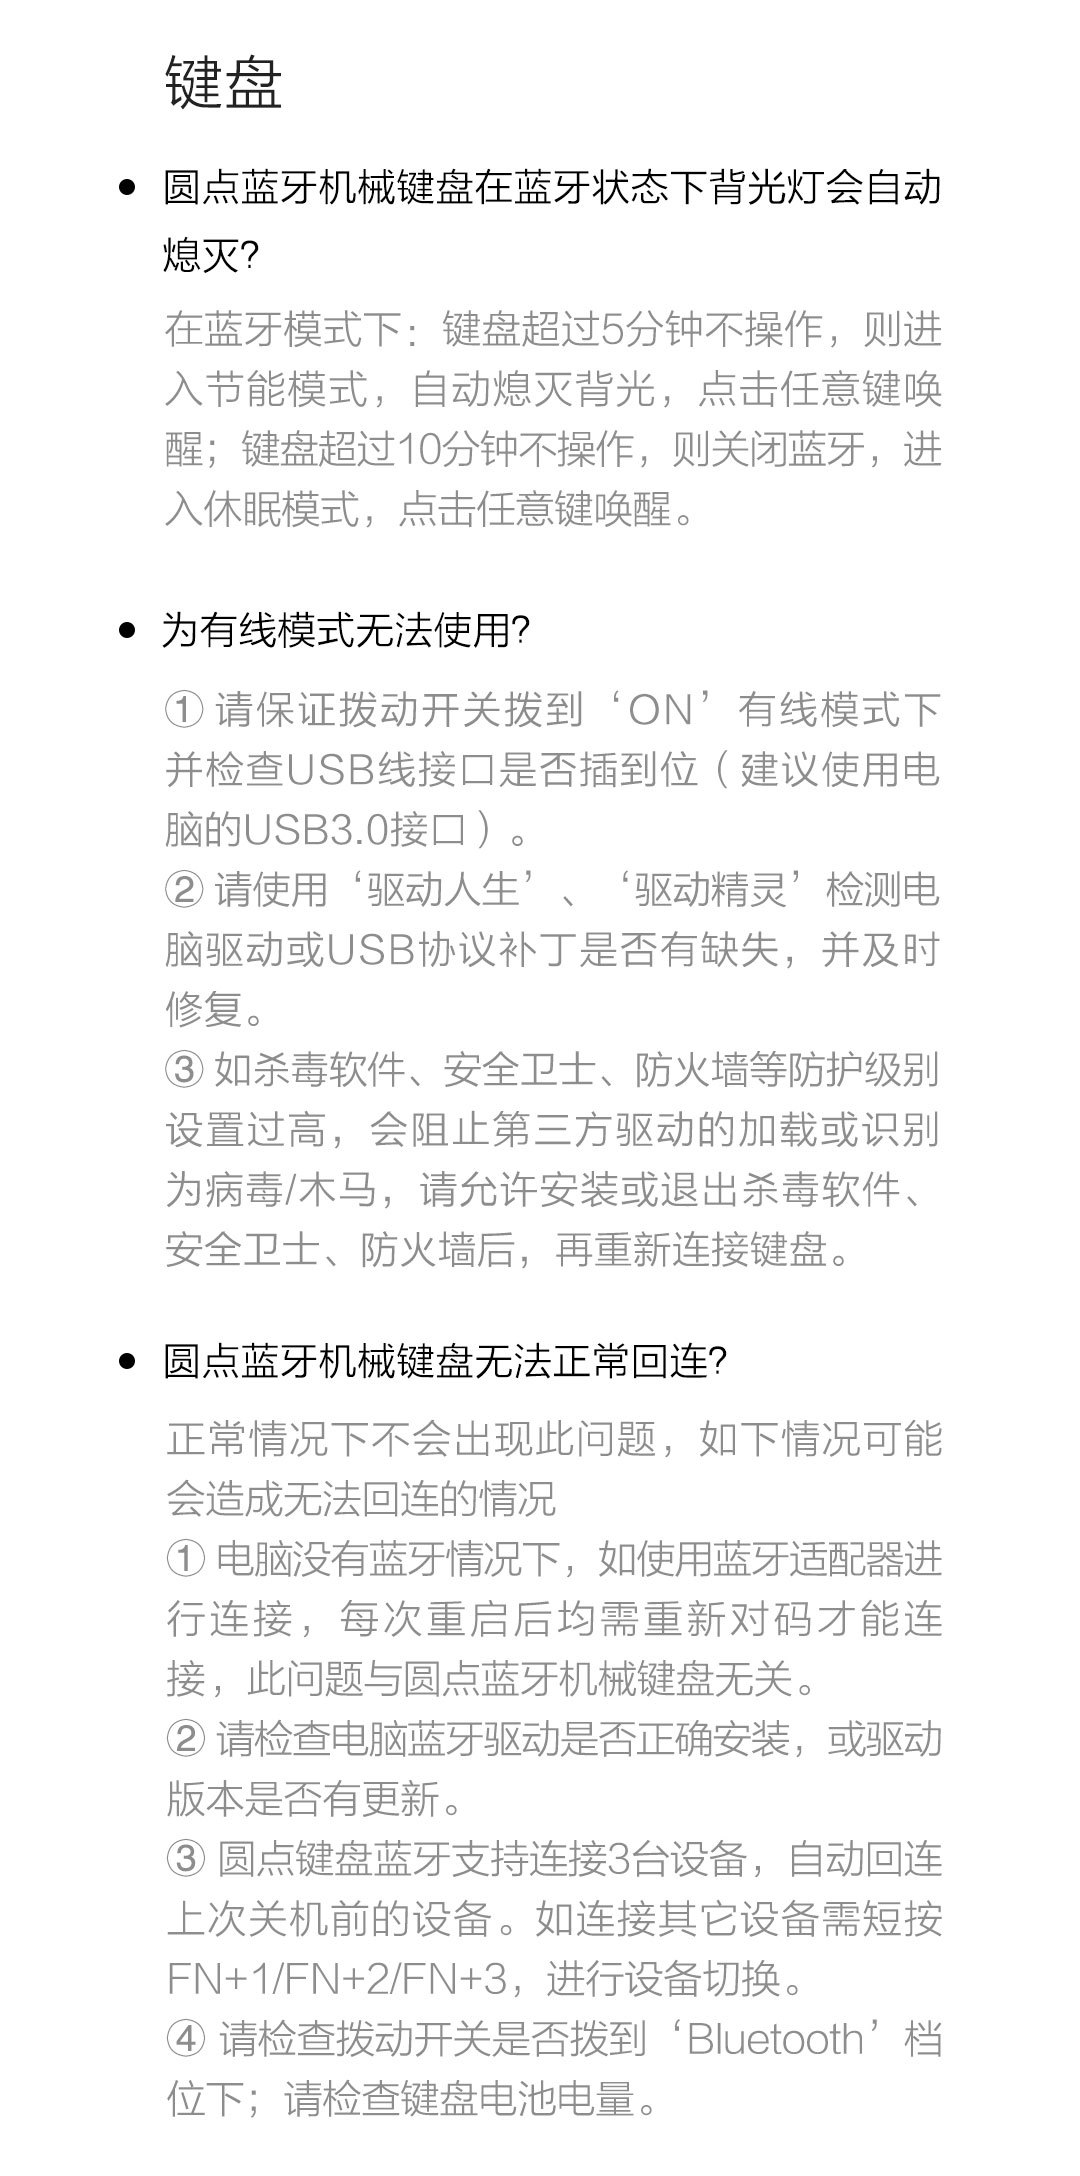 键盘
● 圆点蓝牙机械键盘在蓝牙状态下背光灯会自动
熄灭？
在蓝牙模式下：键盘超过5分钟不操作，则进
入节能模式，自动熄灭背光，点击任意键唤
醒；键盘超过10分钟不操作，则关闭蓝牙，进
入休眠模式，点击任意键唤醒。
● 为有线模式无法使用？
① 请保证拨动开关拨到‘ON’有线模式下
并检查USB线接口是否插到位（建议使用电
脑的USB3.0接口）。
② 请使用‘驱动人生’、‘驱动精灵’检测电
脑驱动或USB协议补丁是否有缺失，并及时
修复。
③ 如杀毒软件、安全卫士、防火墙等防护级别
设置过高，会阻止第三方驱动的加载或识别
为病毒/木马，请允许安装或退出杀毒软件、
安全卫士、防火墙后，再重新连接键盘。
● 圆点蓝牙机械键盘无法正常回连？
正常情况下不会出现此问题，如下情况可能
会造成无法回连的情况
① 电脑没有蓝牙情况下，如使用蓝牙适配器进
行连接，每次重启后均需重新对码才能连
接，此问题与圆点蓝牙机械键盘无关。
② 请检查电脑蓝牙驱动是否正确安装，或驱动
版本是否有更新。
③ 圆点键盘蓝牙支持连接3台设备，自动回连
上次关机前的设备。如连接其它设备需短按
FN+1/FN+2/FN+3，进行设备切换。
④ 请检查拨动开关是否拨到‘Bluetooth’档
位下；请检查键盘电池电量。